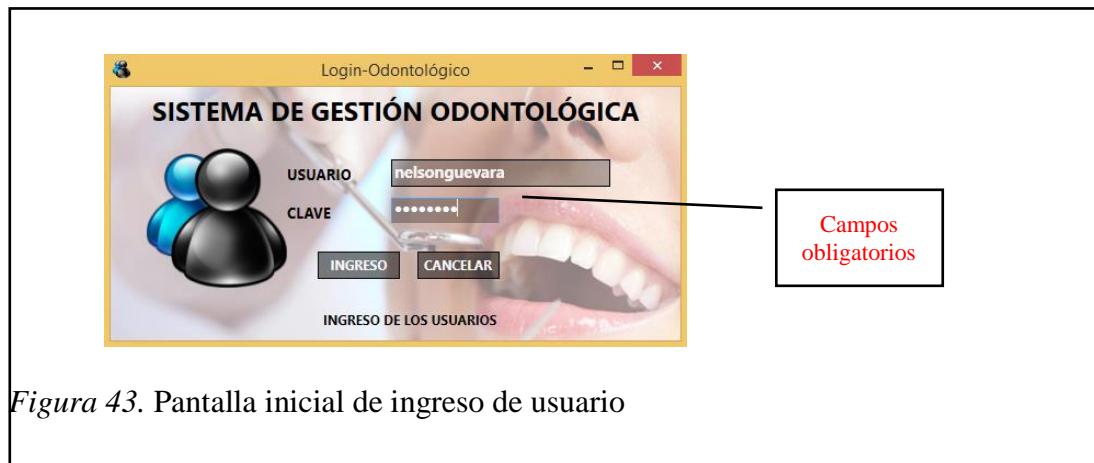 Login-Odontológico
SISTEMA DE GESTIÓN ODONTOLÓGICA
USUARIO
nelsonguevara
CLAVE
••••••••
INGRESO
CANCELAR
INGRESO DE LOS USUARIOS
Campos
obligatorios
Figura 43. Pantalla inicial de ingreso de usuario